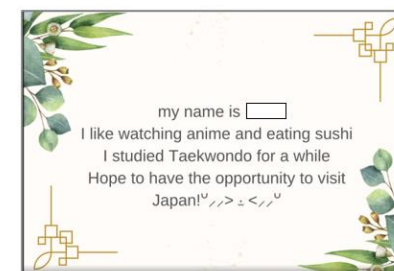 my name is
I like watching anime and eating sushi
I studied Taekwondo for a while
Hope to have the opportunity to visit
Japan!ᐡ⸝⸝> ̫ <⸝⸝ᐡ